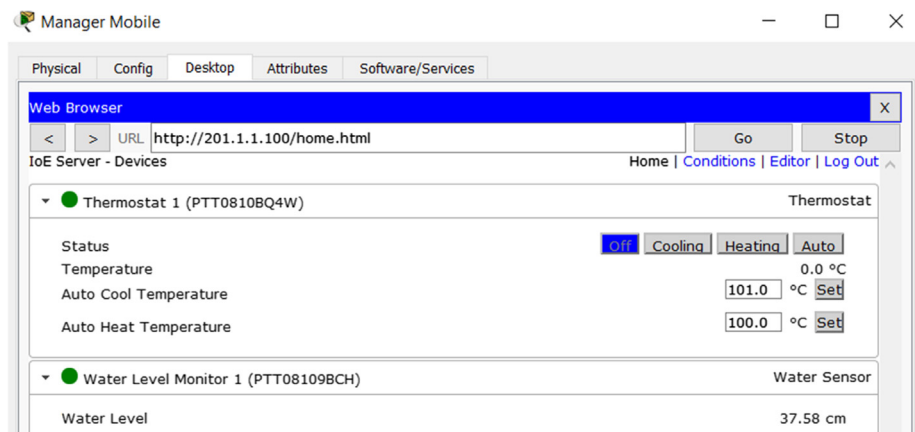 Manager Mobile
Physical Config Desktop Attributes Software/Services
Web Browser X
< > URL http://201.1.1.100/home.html Go Stop
IoE Server - Devices Home | Conditions | Editor | Log Out
Thermostat 1 (PTT0810BQ4W) Thermostat
Status Off Cooling Heating Auto
Temperature 0.0 °C
Auto Cool Temperature 101.0 °C Set
Auto Heat Temperature 100.0 °C Set
Water Level Monitor 1 (PTT08109BCH) Water Sensor
Water Level 37.58 cm